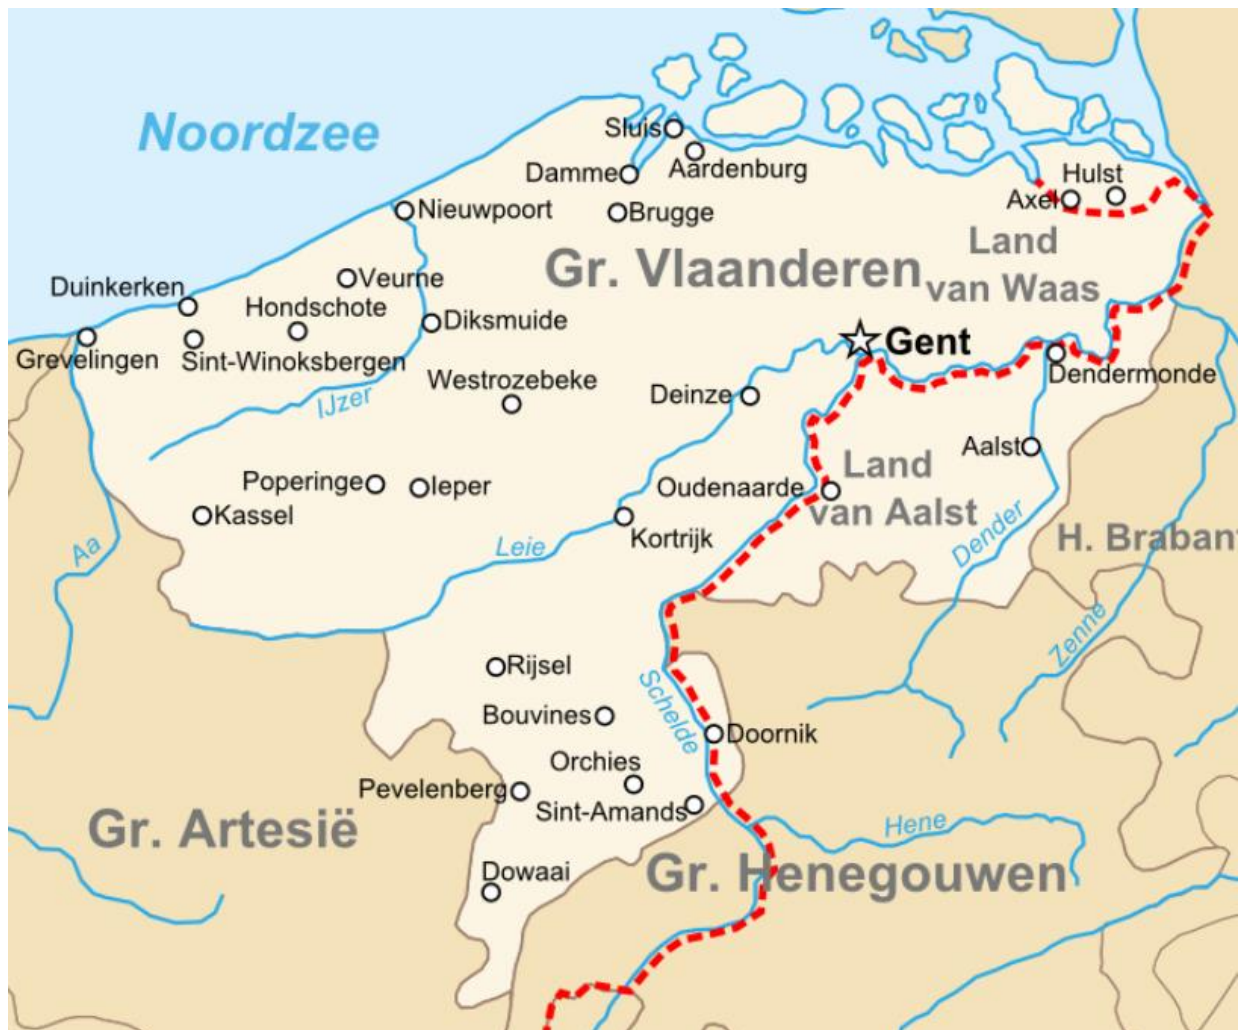 Noordzee
Sluis
Aardenburg
Damme
Hulst
Axel
Nieuwpoort
Brugge
Land
van Waas
Gr. Vlaanderen
Veurne
Duinkerken
Hondschote
Diksmuide
Gent
Grevelingen
Sint-Winoksbergen
Westrozebeke
Dendermonde
IJzer
Deinze
Aalst
Land
van Aalst
Poperinge
Ieper
Oudenaarde
Kassel
Kortrijk
Dender
H. Brabant
Aa
Leie
Zenne
Rijsel
Schelde
Bouvines
Doornik
Orchies
Pevelenberg
Sint-Amands
Gr. Artesië
Hene
Dowaai
Gr. Henegouwen